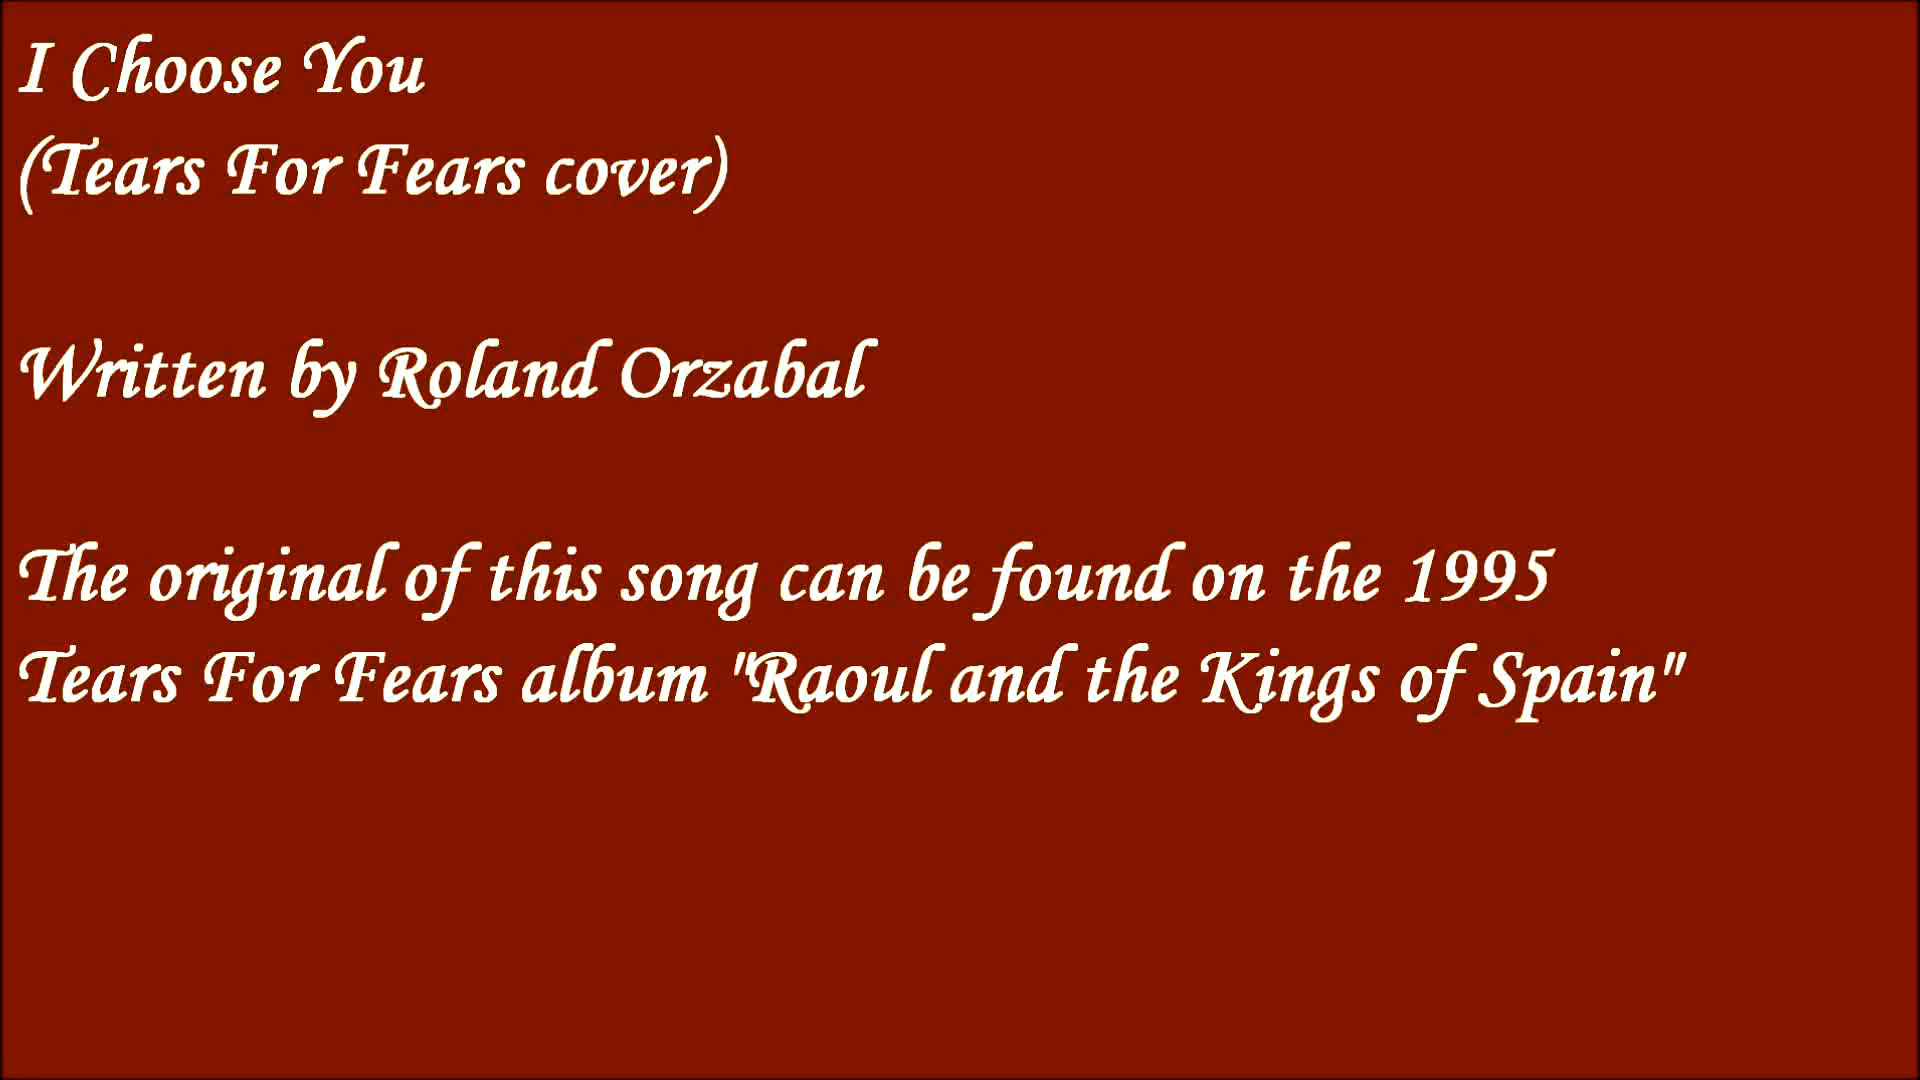 I Choose You
(Tears For Fears cover)
Written by Roland Orzabal
The original of this song can be found on the 1995
Tears For Fears album "Raoul and the Kings of Spain"